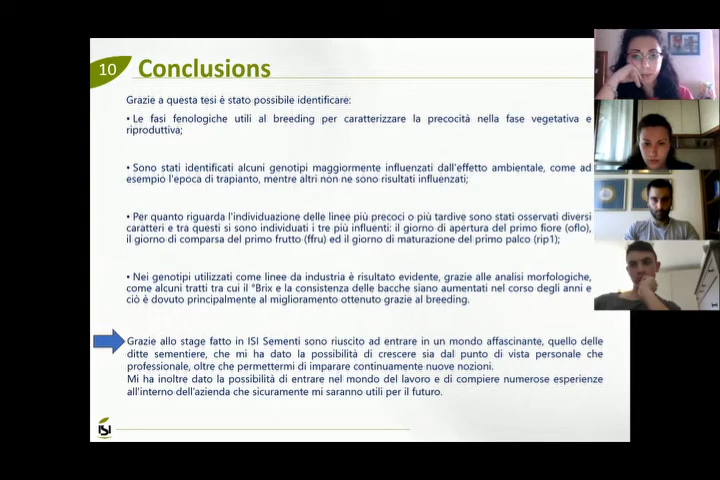 10 Conclusions
Grazie a questa tesi è stato possibile identificare:
• Le fasi fenologiche utili al breeding per caratterizzare la precocità nella fase vegetativa e
riproduttiva;
• Sono stati identificati alcuni genotipi maggiormente influenzati dall'effetto ambientale, come ad
esempio l'epoca di trapianto, mentre altri non ne sono risultati influenzati;
• Per quanto riguarda l'individuazione delle linee più precoci o più tardive sono stati osservati diversi
caratteri e tra questi si sono individuati i tre più influenti: il giorno di apertura del primo fiore (oflo),
il giorno di comparsa del primo frutto (ffru) ed il giorno di maturazione del primo palco (rip1);
• Nei genotipi utilizzati come linee da industria è risultato evidente, grazie alle analisi morfologiche,
come alcuni tratti tra cui il °Brix e la consistenza delle bacche siano aumentati nel corso degli anni e
ciò è dovuto principalmente al miglioramento ottenuto grazie al breeding.
Grazie allo stage fatto in ISI Sementi sono riuscito ad entrare in un mondo affascinante, quello delle
ditte sementiere, che mi ha dato la possibilità di crescere sia dal punto di vista personale che
professionale, oltre che permettermi di imparare continuamente nuove nozioni.
Mi ha inoltre dato la possibilità di entrare nel mondo del lavoro e di compiere numerose esperienze
all'interno dell'azienda che sicuramente mi saranno utili per il futuro.
ISI